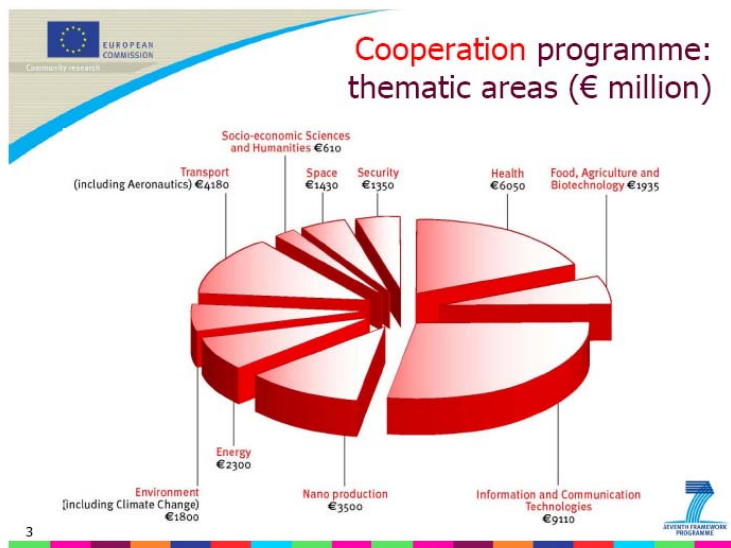 EUROPEAN
COMMISSION
Community research
Cooperation programme:
thematic areas (€ million)
Socio-economic Sciences
and Humanities €610
Transport
(including Aeronautics) €4180
Space
€1430
Security
€1350
Health
€6050
Food, Agriculture and
Biotechnology €1935
Energy
€2300
Environment
(including Climate Change)
€1800
Nano production
€3500
Information and Communication
Technologies
€9110
3
7
SEVENTH FRAMEWORK
PROGRAMME